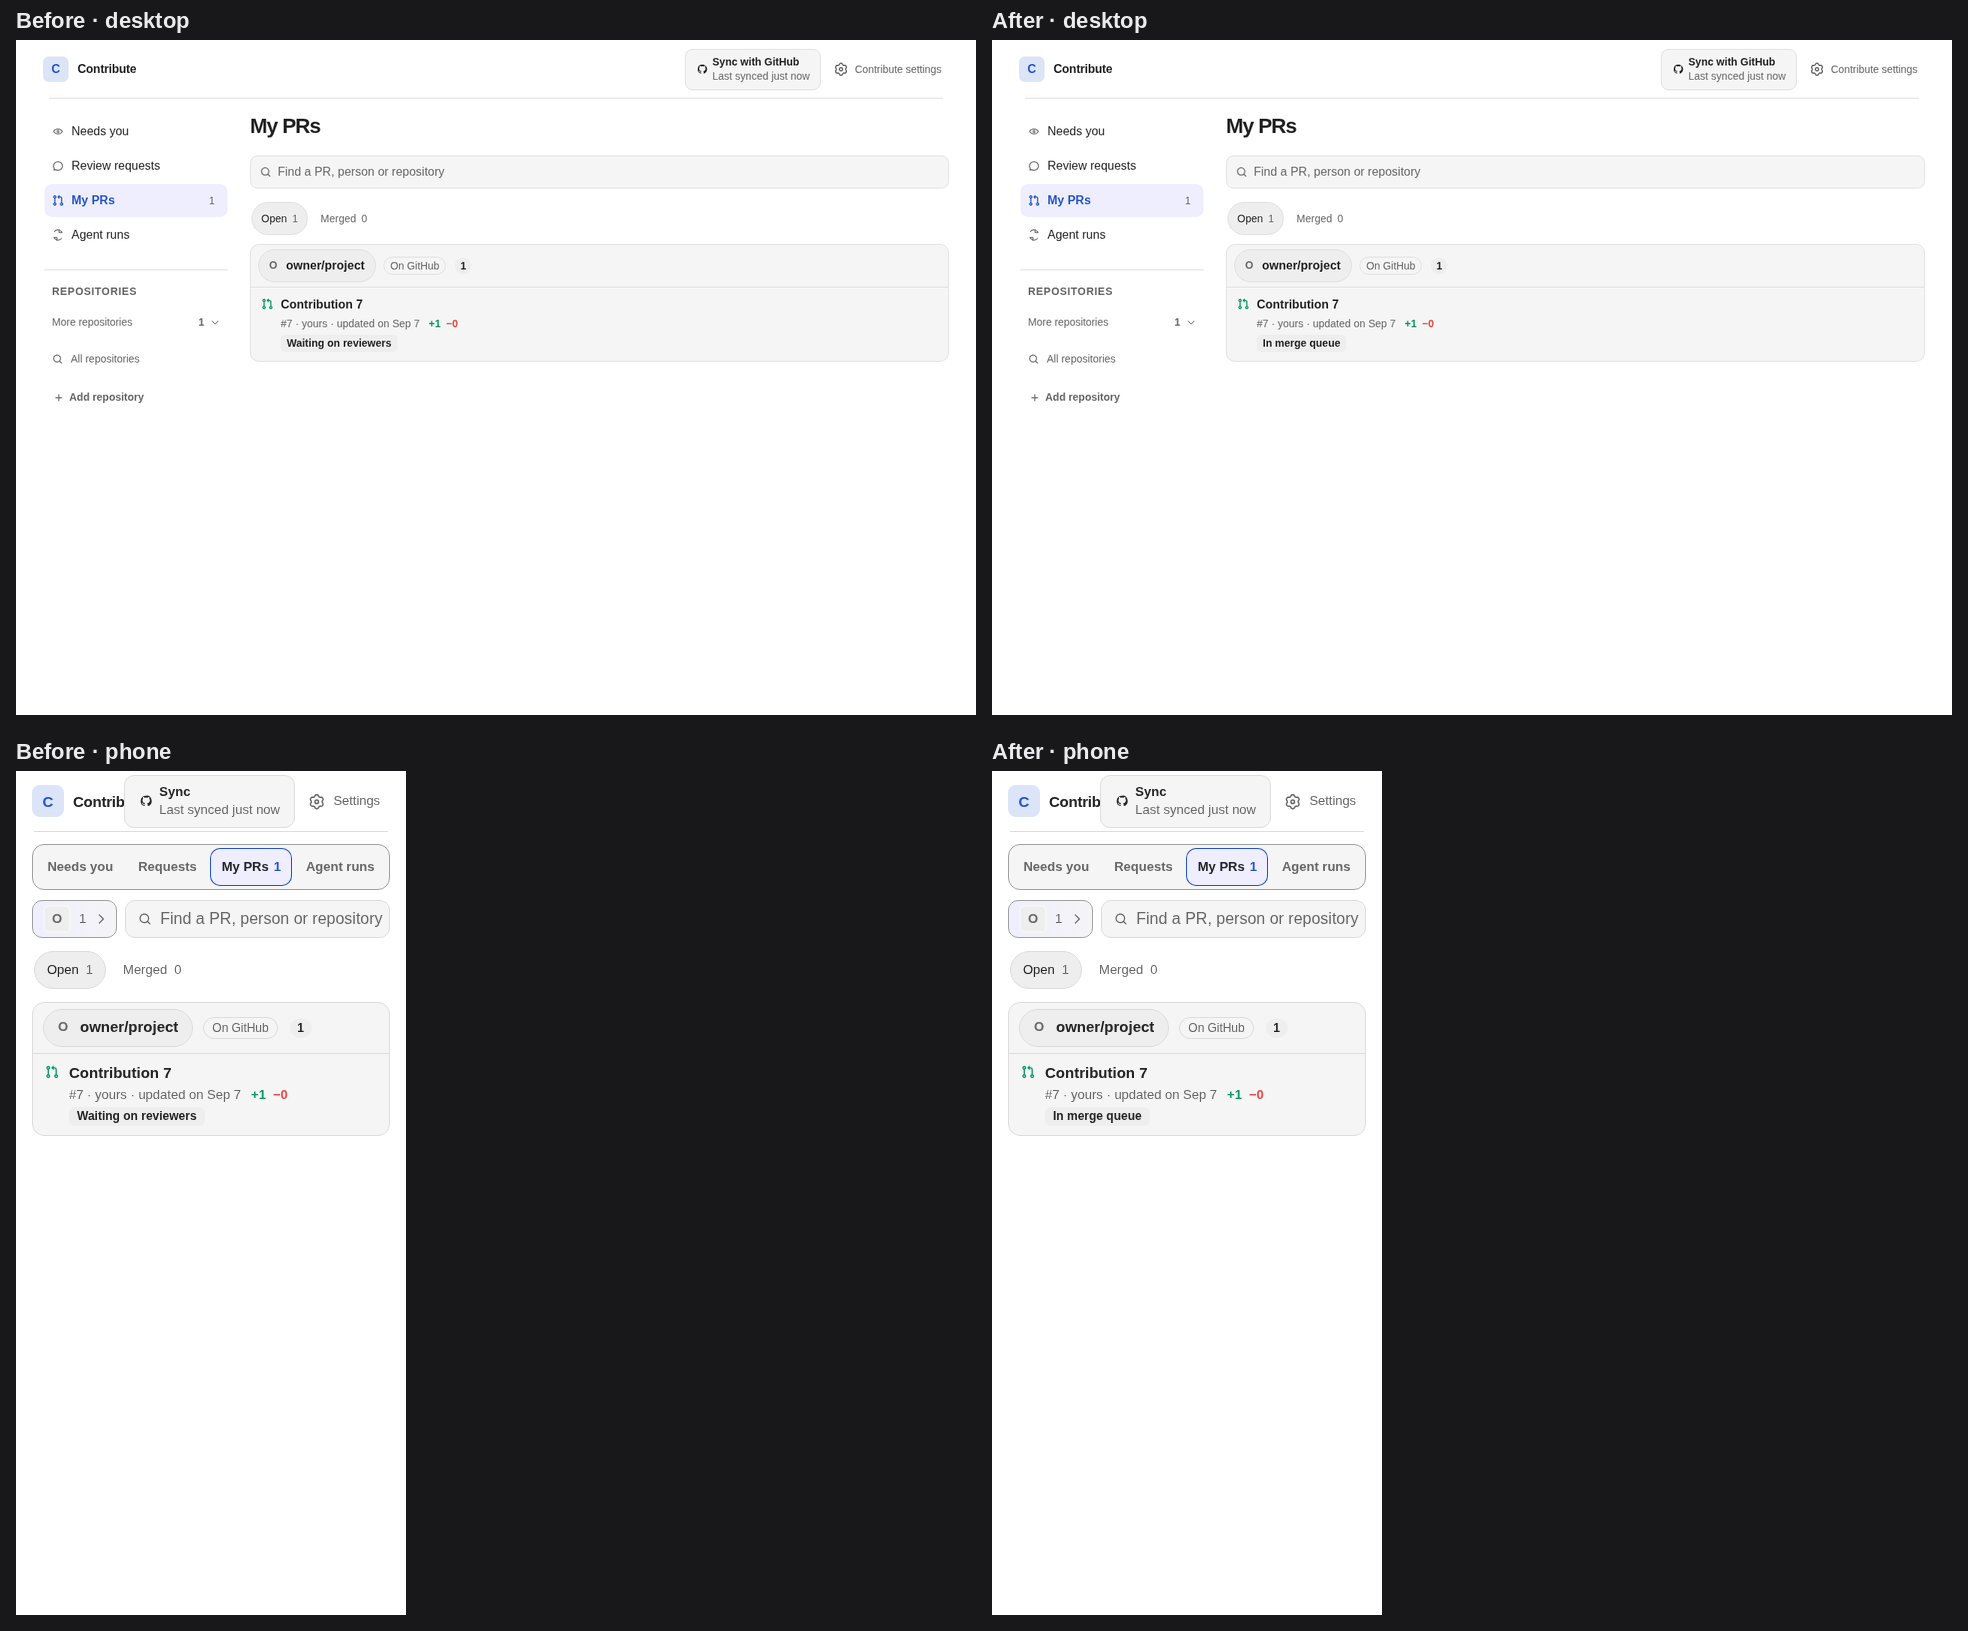 Before · desktop
C Contribute
Sync with GitHub
Last synced just now
Contribute settings
Needs you
Review requests
My PRs 1
Agent runs
REPOSITORIES
More repositories 1
All repositories
+ Add repository
My PRs
Find a PR, person or repository
Open 1 Merged 0
O owner/project On GitHub 1
Contribution 7
#7 · yours · updated on Sep 7 +1 −0
Waiting on reviewers
After · desktop
C Contribute
Sync with GitHub
Last synced just now
Contribute settings
Needs you
Review requests
My PRs 1
Agent runs
REPOSITORIES
More repositories 1
All repositories
+ Add repository
My PRs
Find a PR, person or repository
Open 1 Merged 0
O owner/project On GitHub 1
Contribution 7
#7 · yours · updated on Sep 7 +1 −0
In merge queue
Before · phone
C Contrib
Sync
Last synced just now
Settings
Needs you Requests My PRs 1 Agent runs
O 1 Find a PR, person or repository
Open 1 Merged 0
O owner/project On GitHub 1
Contribution 7
#7 · yours · updated on Sep 7 +1 −0
Waiting on reviewers
After · phone
C Contrib
Sync
Last synced just now
Settings
Needs you Requests My PRs 1 Agent runs
O 1 Find a PR, person or repository
Open 1 Merged 0
O owner/project On GitHub 1
Contribution 7
#7 · yours · updated on Sep 7 +1 −0
In merge queue